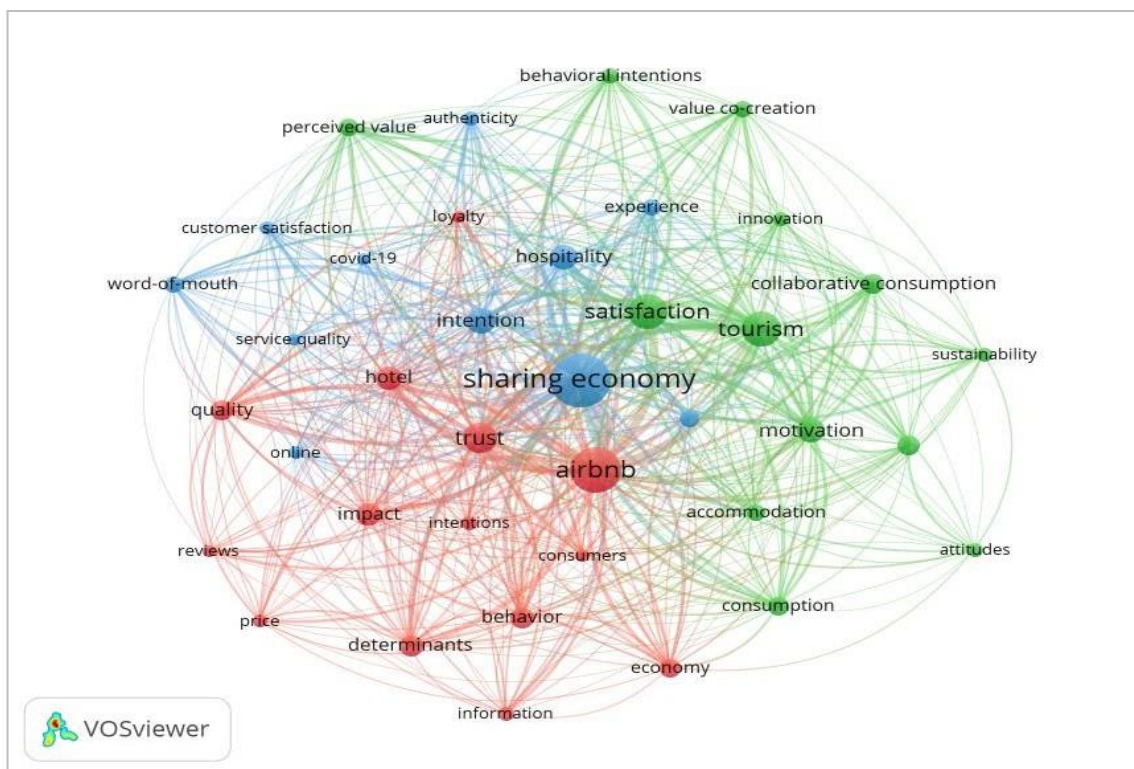 behavioral intentions
value co-creation
authenticity
perceived value
loyalty
experience
innovation
customer satisfaction
covid-19
hospitality
word-of-mouth
collaborative consumption
satisfaction
intention
tourism
service quality
sustainability
hotel
sharing economy
quality
trust
motivation
online
airbnb
impact
intentions
accommodation
reviews
consumers
attitudes
price
behavior
consumption
determinants
economy
information
VOSviewer